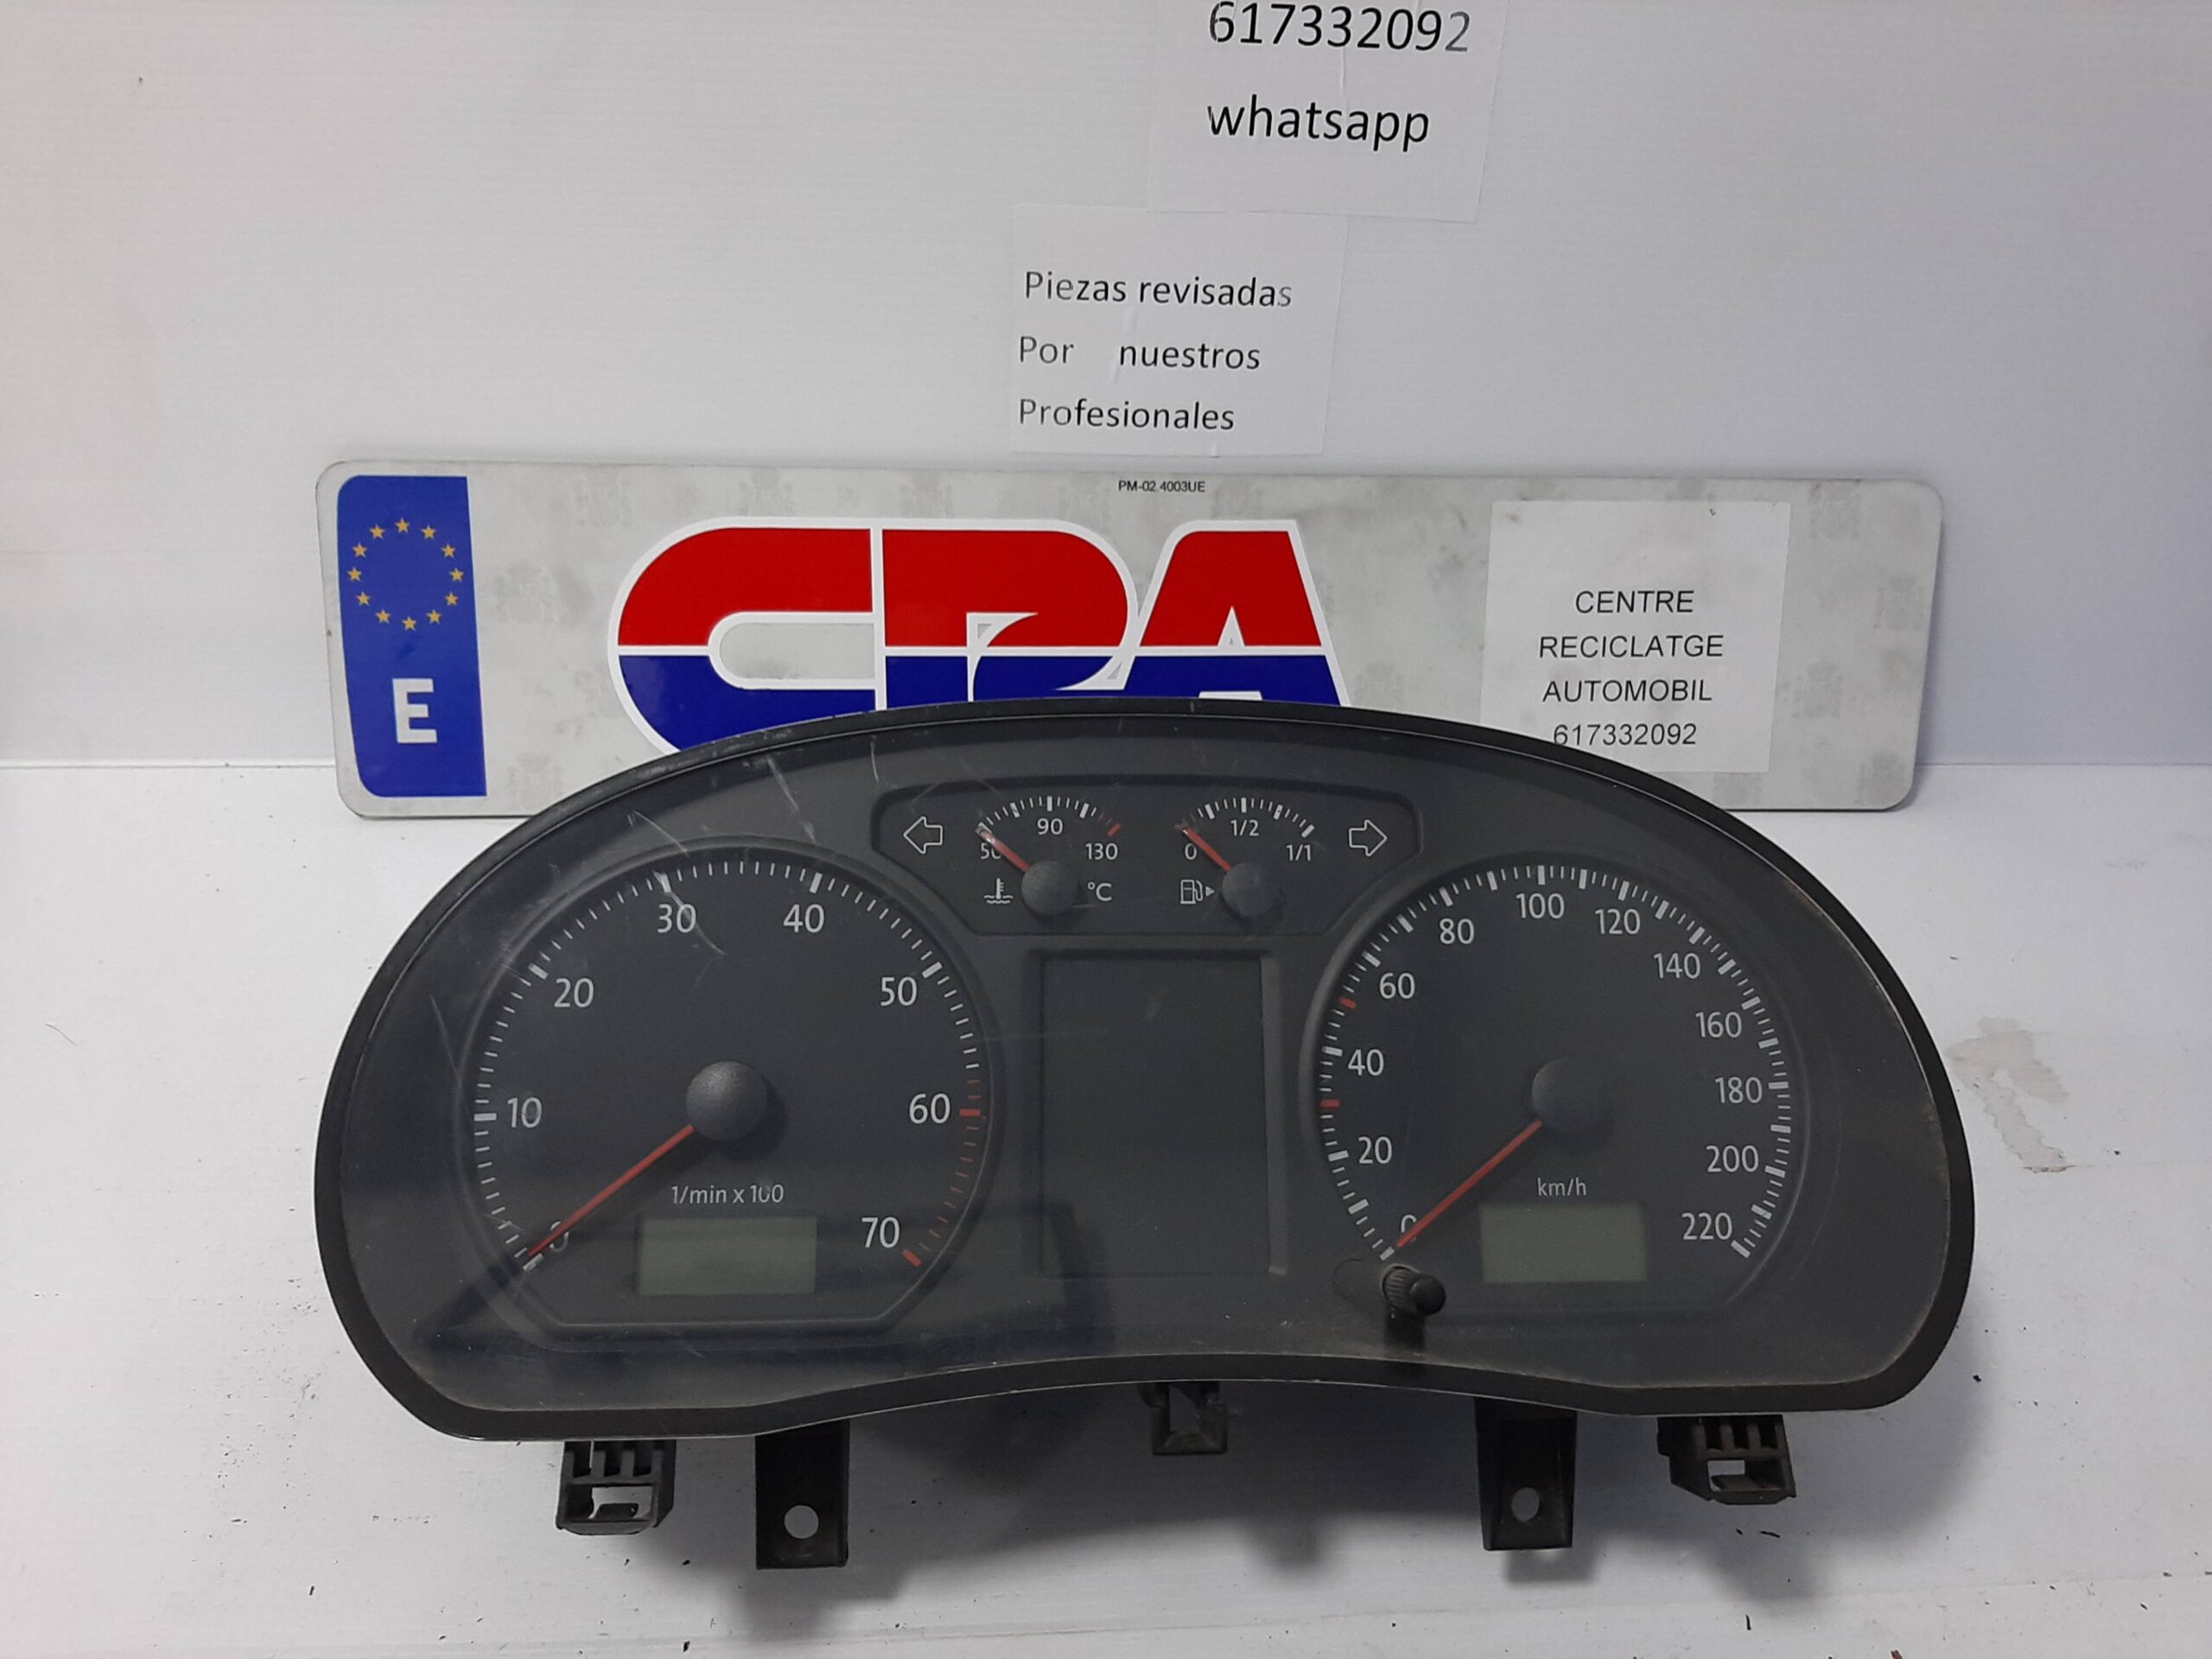 617332092
whatsapp
Piezas revisadas
Por nuestros
Profesionales
PM-02.4003UE
CRA
E
CENTRE
RECICLATGE
AUTOMOBIL
617332092
50 90 130 °C
0 1/2 1/1
0 10 20 30 40 50 60 70
1/min x 100
0 20 40 60 80 100 120 140 160 180 200 220
km/h